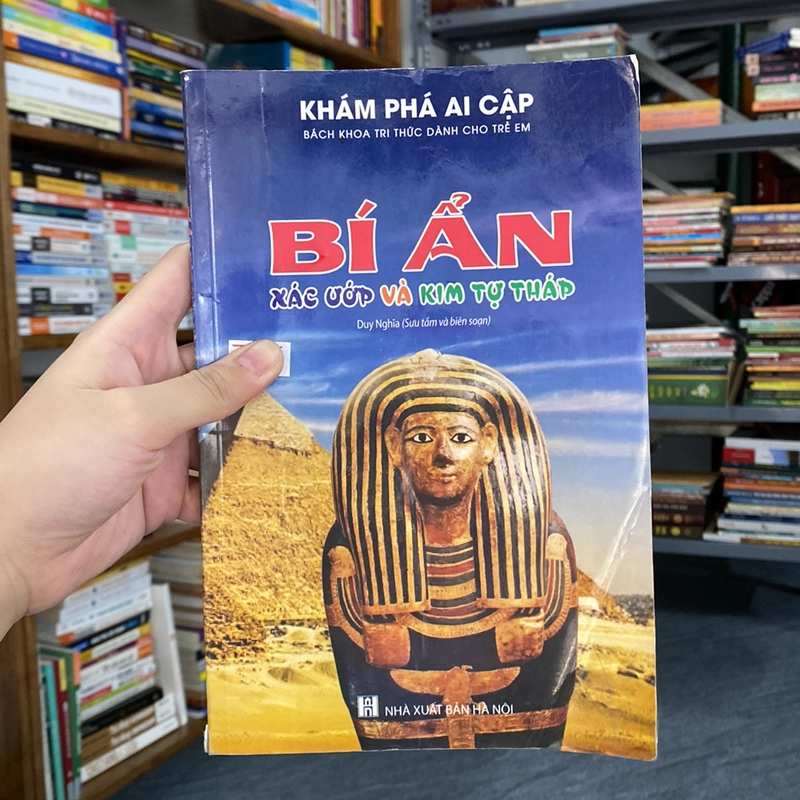 KHÁM PHÁ AI CẬP
BÁCH KHOA TRI THỨC DÀNH CHO TRẺ EM
BÍ ẨN
XÁC ƯỚP VÀ KIM TỰ THÁP
Duy Nghĩa (Sưu tầm và biên soạn)
NHÀ XUẤT BẢN HÀ NỘI